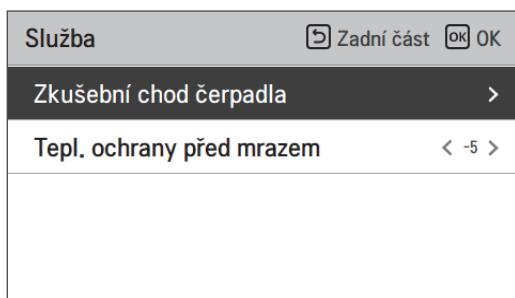 Služba Zadní část OK OK
Zkušební chod čerpadla >
Tepl. ochrany před mrazem < -5 >